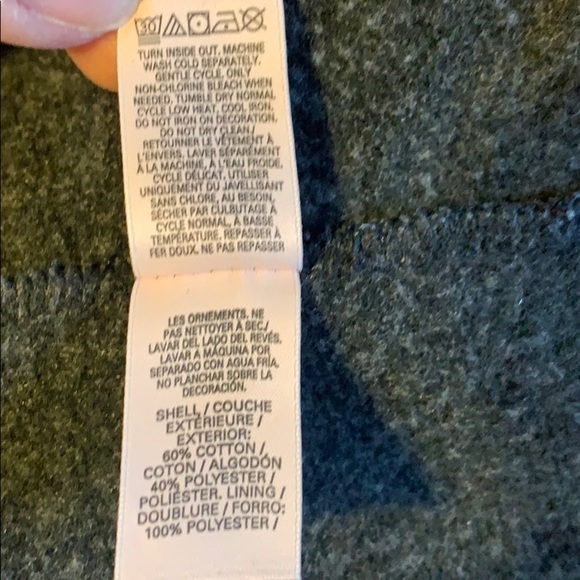 30
TURN INSIDE OUT. MACHINE
WASH COLD SEPARATELY,
GENTLE CYCLE, ONLY
NON-CHLORINE BLEACH WHEN
NEEDED. TUMBLE DRY NORMAL
CYCLE LOW HEAT, COOL IRON.
DO NOT IRON ON DECORATION.
DO NOT DRY CLEAN/
RETOURNER LE VÊTEMENT À
L'ENVERS. LAVER SÉPARÉMENT
À LA MACHINE, À L'EAU FROIDE,
CYCLE DÉLICAT, UTILISER
UNIQUEMENT DU JAVELLISANT
SANS CHLORE, AU BESOIN,
SÉCHER PAR CULBUTAGE À
CYCLE NORMAL, À BASSE
TEMPÉRATURE, REPASSER À
FER DOUX. NE PAS REPASSER
LES ORNEMENTS. NE
PAS NETTOYER À SEC/
LAVAR DEL LADO DEL REVÉS.
LAVAR A MÁQUINA POR
SEPARADO CON AGUA FRÍA,
NO PLANCHAR SOBRE LA
DECORACIÓN.
SHELL / COUCHE
EXTÉRIEURE /
EXTERIOR:
60% COTTON /
COTON / ALGODÓN
40% POLYESTER /
POLIÉSTER. LINING /
DOUBLURE / FORRO:
100% POLYESTER /